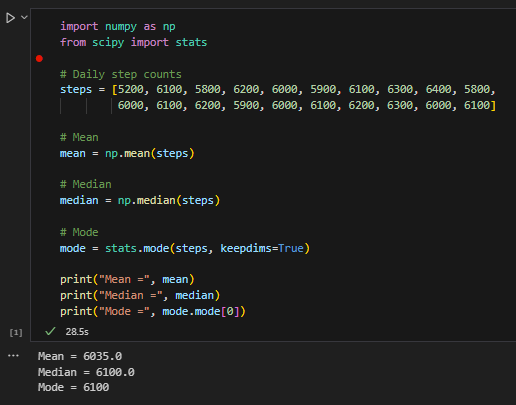 import numpy as np
from scipy import stats
# Daily step counts
steps = [5200, 6100, 5800, 6200, 6000, 5900, 6100, 6300, 6400, 5800,
6000, 6100, 6200, 5900, 6000, 6100, 6200, 6300, 6000, 6100]
# Mean
mean = np.mean(steps)
# Median
median = np.median(steps)
# Mode
mode = stats.mode(steps, keepdims=True)
print("Mean =", mean)
print("Median =", median)
print("Mode =", mode.mode[0])
[1] 28.5s
Mean = 6035.0
Median = 6100.0
Mode = 6100